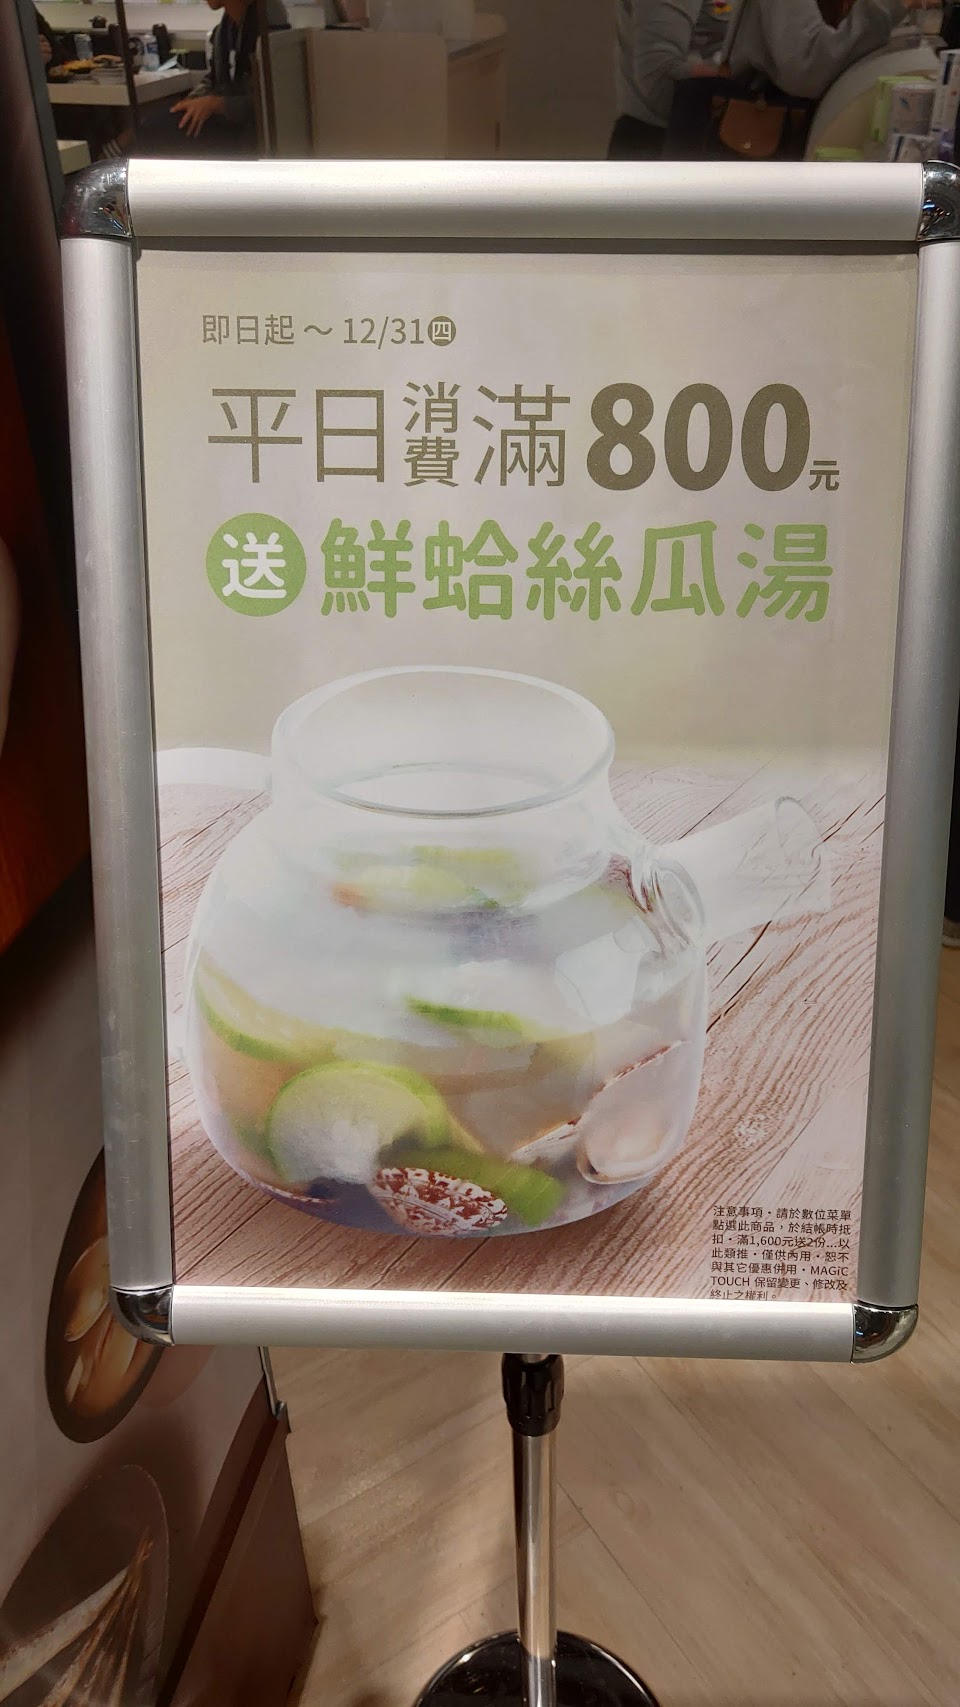 即日起～12/31㊃
平日消費滿800元
送鮮蛤絲瓜湯
注意事項・請於數位菜單
點選此商品，於結帳時抵
扣・滿1,600元送2份...以
此類推・僅供內用・恕不
與其它優惠併用・MAGiC
TOUCH 保留變更、修改及
終止之權利。